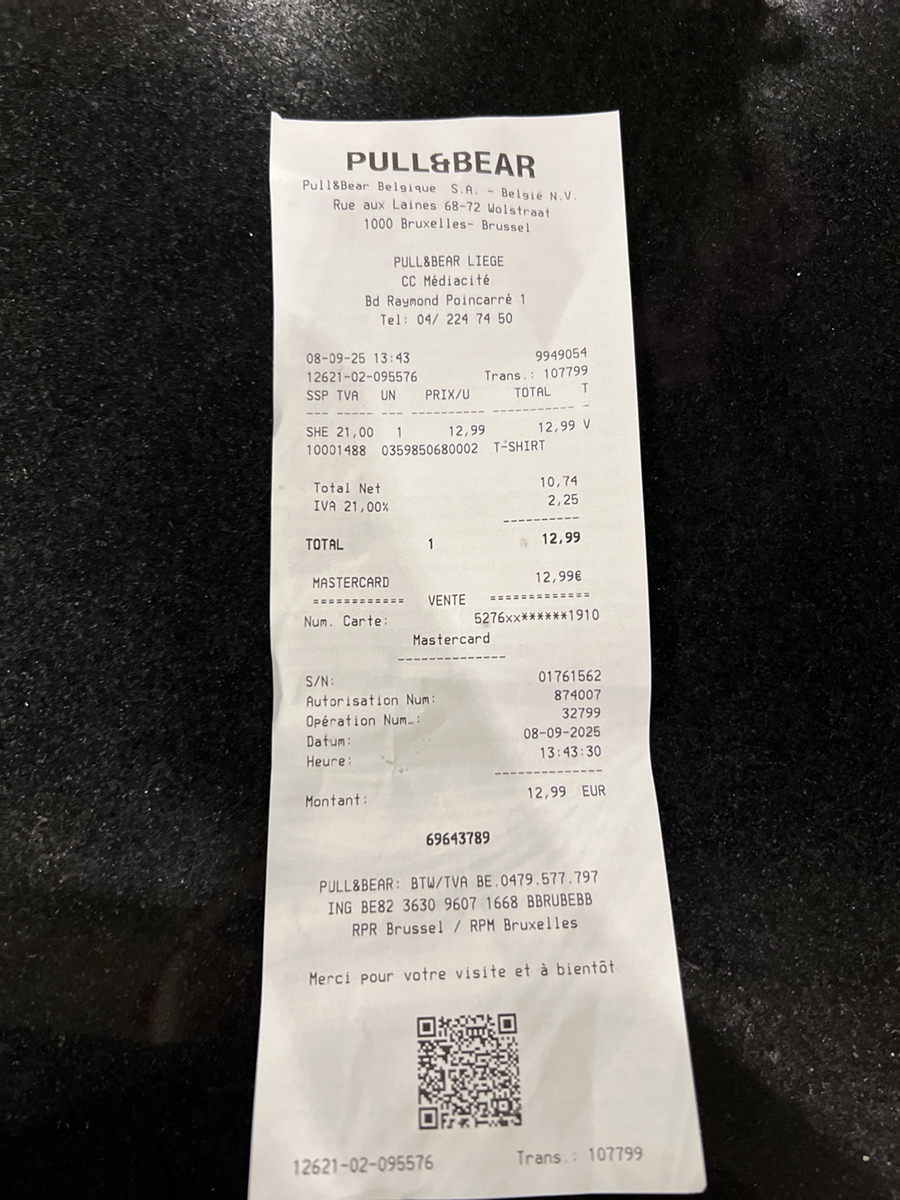 PULL&BEAR
Pull&Bear Belgique S.A. - België N.V.
Rue aux Laines 68-72 Wolstraat
1000 Bruxelles- Brussel
PULL&BEAR LIEGE
CC Médiacité
Bd Raymond Poincarré 1
Tel: 04/ 224 74 50
08-09-25 13:43 9949054
12621-02-095576 Trans.: 107799
SSP TVA UN PRIX/U TOTAL T
--- ----- --- ---------- ----------- -
SHE 21,00 1 12,99 12,99 V
10001488 0359850680002 T-SHIRT
Total Net 10,74
IVA 21,00% 2,25
----------
TOTAL 1 12,99
MASTERCARD 12,99€
============ VENTE =============
Num. Carte: 5276xx******1910
Mastercard
--------------
S/N: 01761562
Autorisation Num: 874007
Opération Num.: 32799
Datum: 08-09-2025
Heure: 13:43:30
--------------
Montant: 12,99 EUR
69643789
PULL&BEAR: BTW/TVA BE.0479.577.797
ING BE82 3630 9607 1668 BBRUBEBB
RPR Brussel / RPM Bruxelles
Merci pour votre visite et à bientôt
12621-02-095576 Trans.: 107799